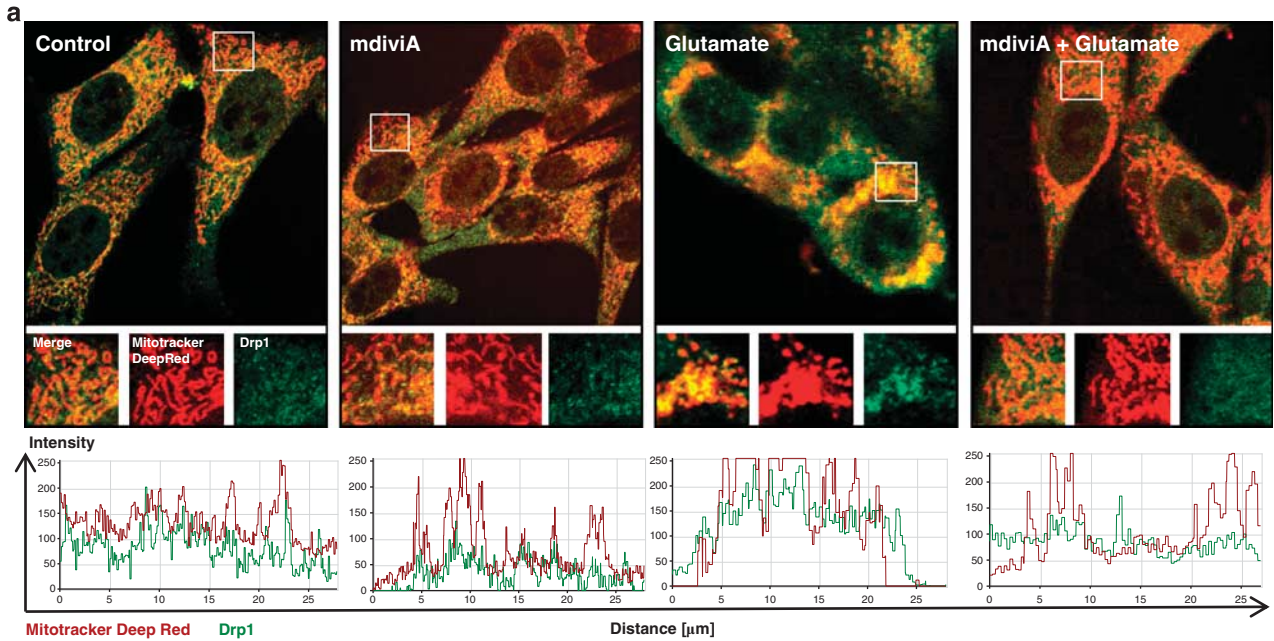 a
Control
mdiviA
Glutamate
mdiviA + Glutamate
Merge
Mitotracker
DeepRed
Drp1
Intensity
250
200
150
100
50
0
0 5 10 15 20 25
250
200
150
100
50
0
0 5 10 15 20 25
250
200
150
100
50
0
0 5 10 15 20 25
250
200
150
100
50
0
0 5 10 15 20 25
Mitotracker Deep Red Drp1
Distance [μm]